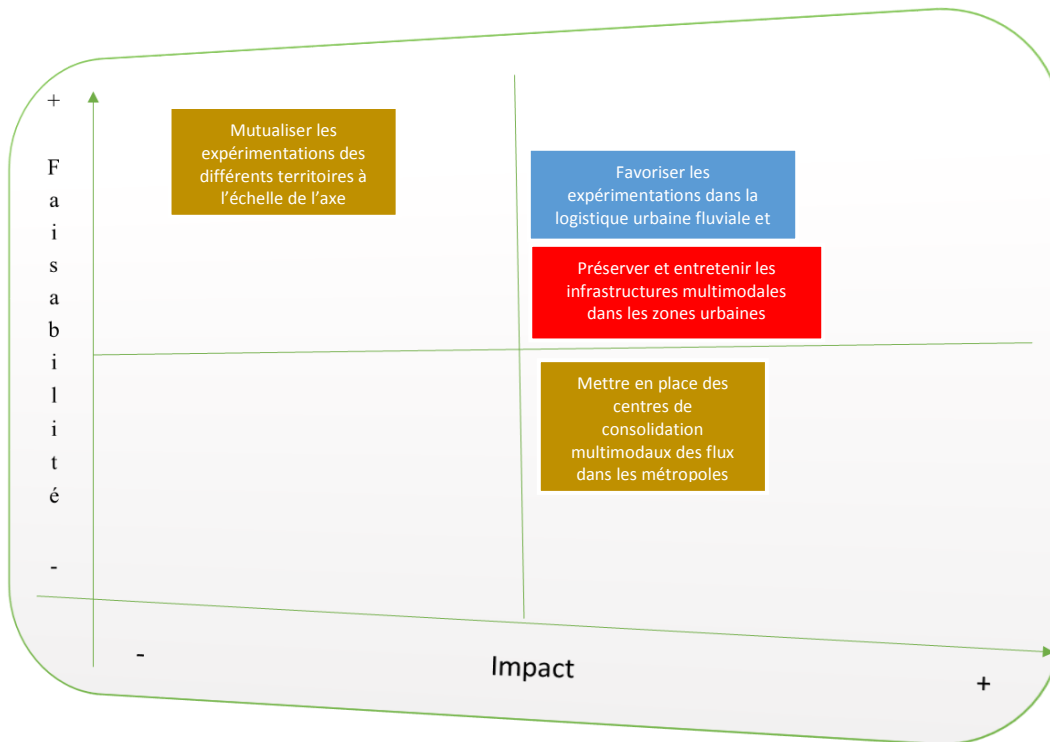 +
Faisabilité
-
Mutualiser les
expérimentations des
différents territoires à
l'échelle de l'axe
Favoriser les
expérimentations dans la
logistique urbaine fluviale et
Préserver et entretenir les
infrastructures multimodales
dans les zones urbaines
Mettre en place des
centres de
consolidation
multimodaux des flux
dans les métropoles
-
Impact
+